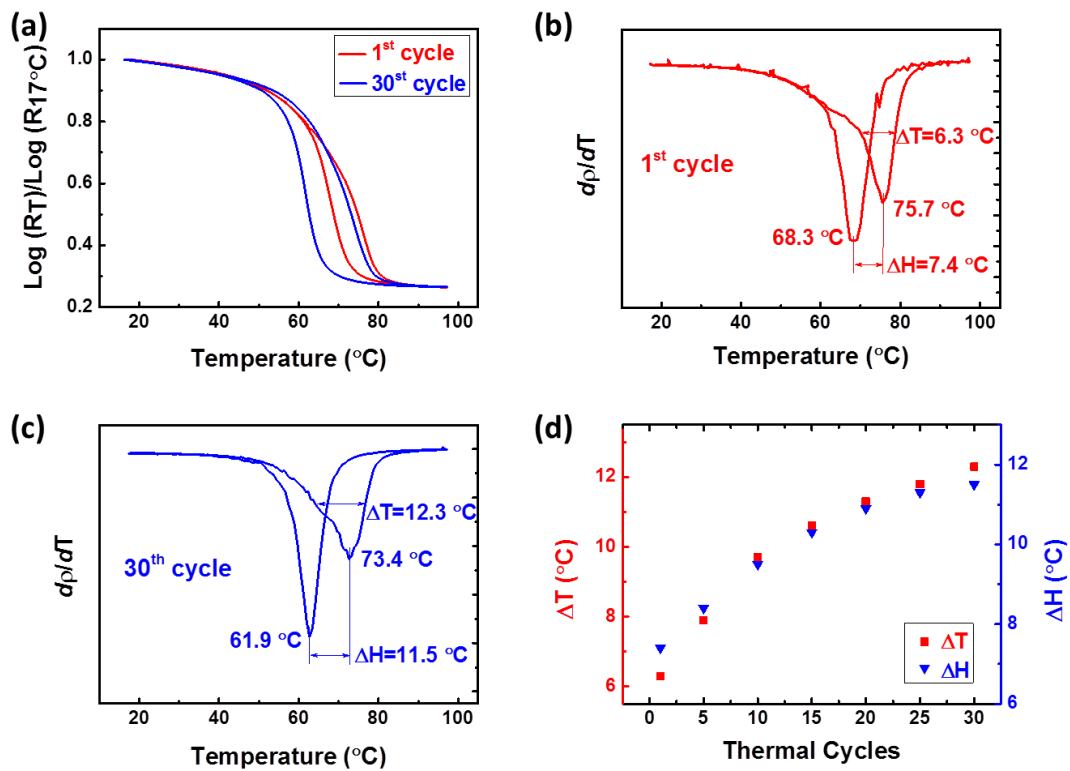 (a)
1st cycle
30st cycle
1.0
0.8
0.6
0.4
0.2
Log (RT)/Log (R17°C)
20 40 60 80 100
Temperature (°C)
(b)
dρ/dT
1st cycle
ΔT=6.3 °C
75.7 °C
68.3 °C
ΔH=7.4 °C
20 40 60 80 100
Temperature (°C)
(c)
dρ/dT
30th cycle
ΔT=12.3 °C
73.4 °C
61.9 °C
ΔH=11.5 °C
20 40 60 80 100
Temperature (°C)
(d)
ΔT (°C)
12
10
8
6
12
10
8
6
ΔH (°C)
ΔT
ΔH
0 5 10 15 20 25 30
Thermal Cycles